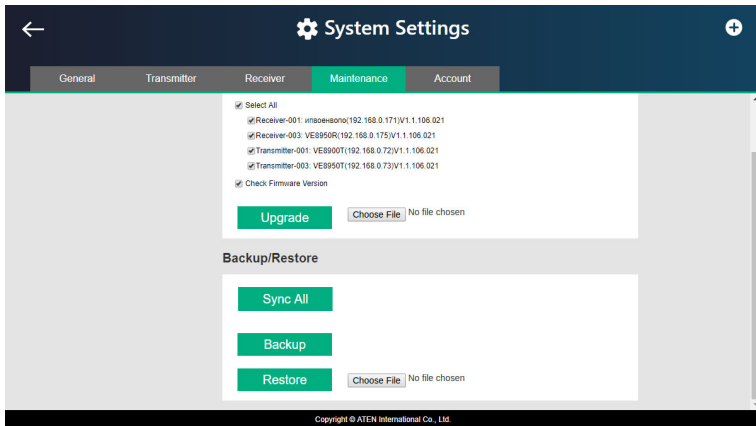 System Settings
General Transmitter Receiver Maintenance Account
Select All
Receiver-001: ипвоенвопо(192.168.0.171)V1.1.106.021
Receiver-003: VE8950R(192.168.0.175)V1.1.106.021
Transmitter-001: VE8900T(192.168.0.72)V1.1.106.021
Transmitter-003: VE8950T(192.168.0.73)V1.1.106.021
Check Firmware Version
Upgrade Choose File No file chosen
Backup/Restore
Sync All
Backup
Restore Choose File No file chosen
Copyright © ATEN International Co., Ltd.